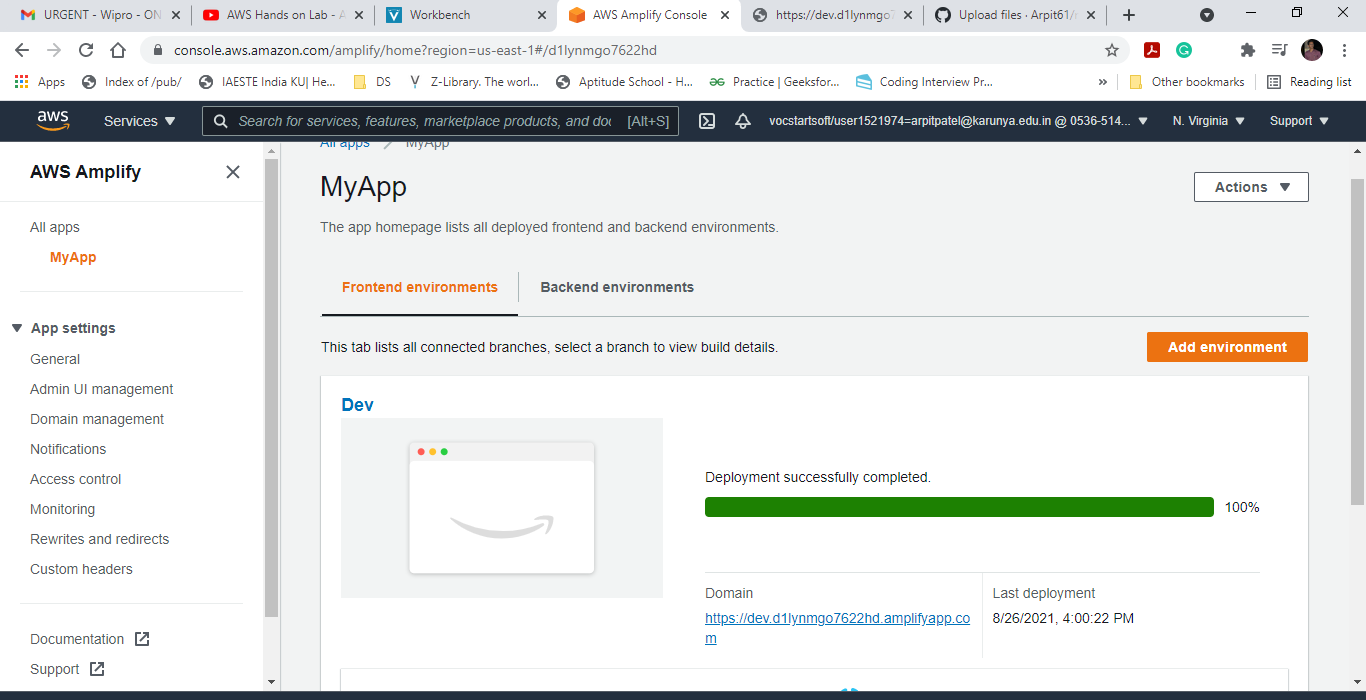 URGENT - Wipro - ON
AWS Hands on Lab - A
Workbench
AWS Amplify Console
https://dev.d1lynmgo7
Upload files · Arpit61/
console.aws.amazon.com/amplify/home?region=us-east-1#/d1lynmgo7622hd
Apps
Index of /pub/
IAESTE India KU| He...
DS
Z-Library. The worl...
Aptitude School - H...
Practice | Geeksfor...
Coding Interview Pr...
»
Other bookmarks
Reading list
aws
Services
Search for services, features, marketplace products, and doc
[Alt+S]
vocstartsoft/user1521974=arpitpatel@karunya.edu.in @ 0536-514...
N. Virginia
Support
AWS Amplify
All apps
MyApp
App settings
General
Admin UI management
Domain management
Notifications
Access control
Monitoring
Rewrites and redirects
Custom headers
Documentation
Support
All apps
MyApp
MyApp
Actions
The app homepage lists all deployed frontend and backend environments.
Frontend environments
Backend environments
This tab lists all connected branches, select a branch to view build details.
Add environment
Dev
Deployment successfully completed.
100%
Domain
https://dev.d1lynmgo7622hd.amplifyapp.co
m
Last deployment
8/26/2021, 4:00:22 PM